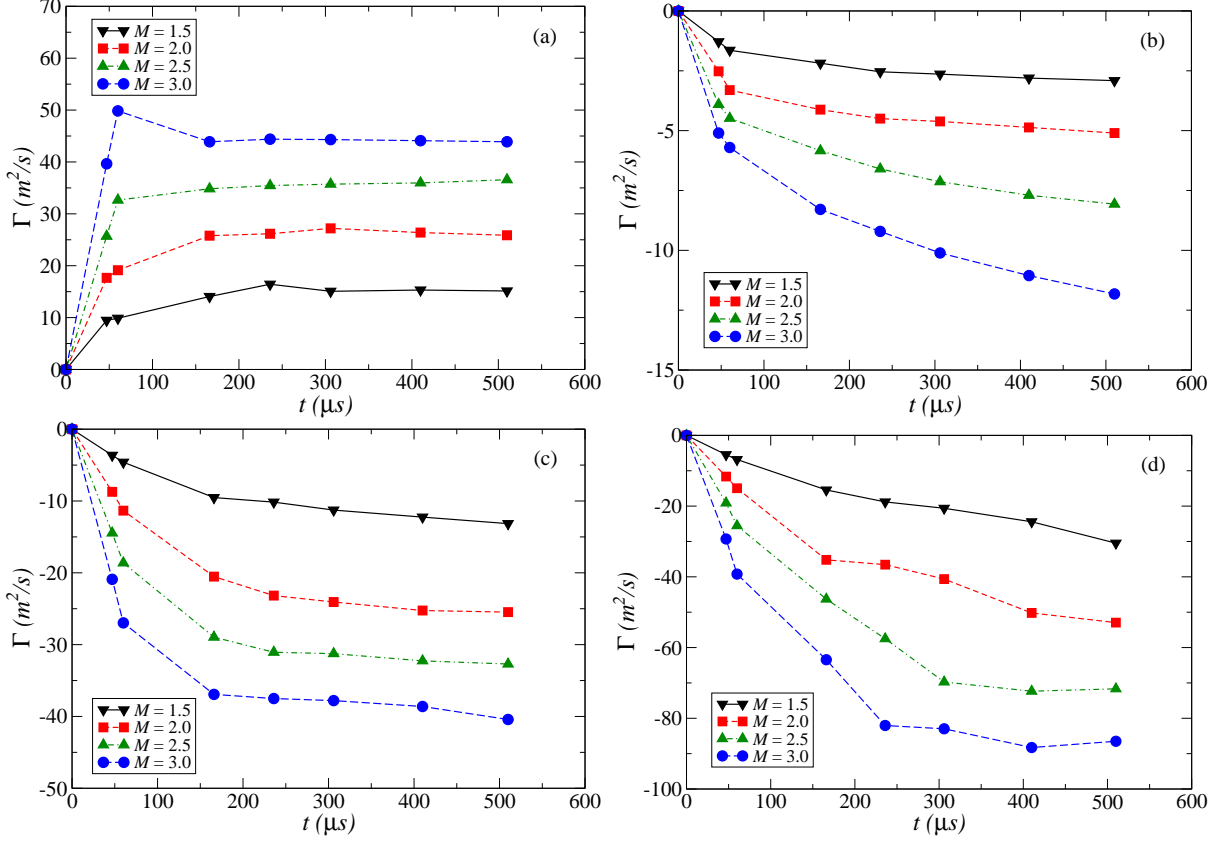 70
60
50
40
30
20
10
0
Γ (m²/s)
M = 1.5
M = 2.0
M = 2.5
M = 3.0
(a)
0 100 200 300 400 500 600
t (μs)
0
-5
-10
-15
Γ (m²/s)
(b)
M = 1.5
M = 2.0
M = 2.5
M = 3.0
0 100 200 300 400 500 600
t (μs)
0
-10
-20
-30
-40
-50
Γ (m²/s)
(c)
M = 1.5
M = 2.0
M = 2.5
M = 3.0
0 100 200 300 400 500 600
t (μs)
0
-20
-40
-60
-80
-100
Γ (m²/s)
(d)
M = 1.5
M = 2.0
M = 2.5
M = 3.0
0 100 200 300 400 500 600
t (μs)